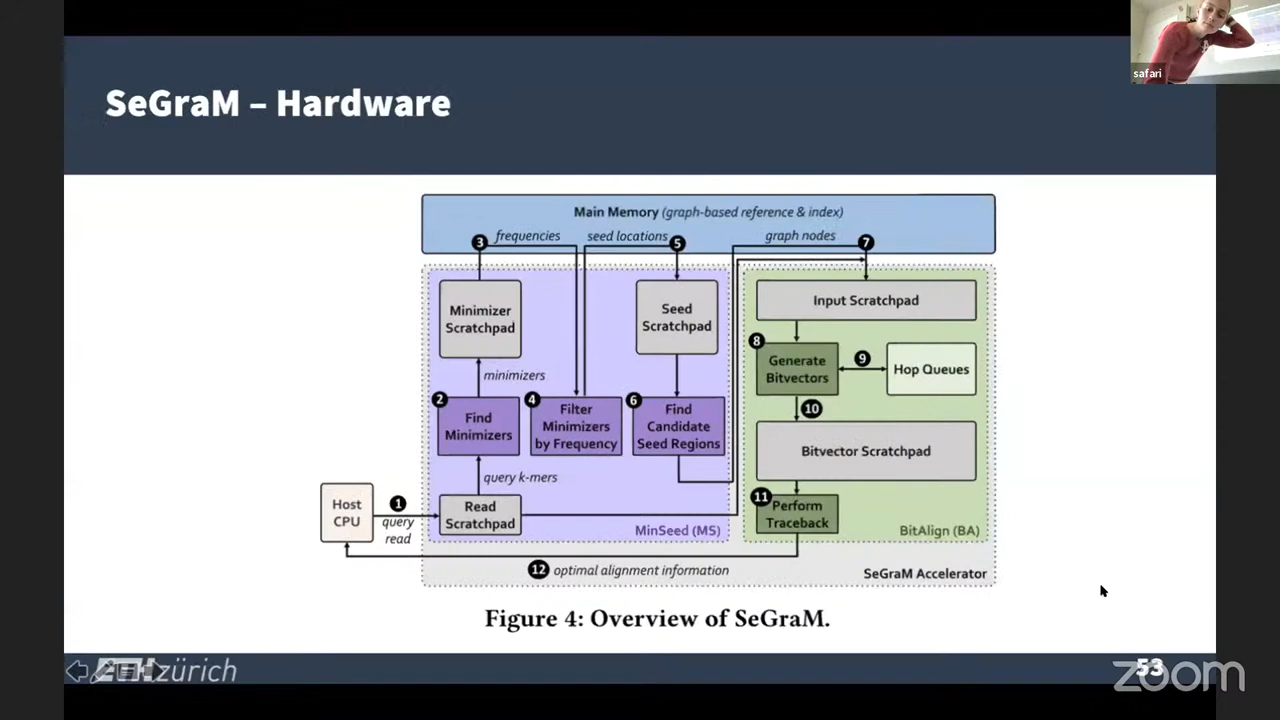 safari
SeGraM – Hardware
Main Memory (graph-based reference & index)
3 frequencies
seed locations 5
graph nodes 7
Minimizer
Scratchpad
Seed
Scratchpad
Input Scratchpad
minimizers
8
Generate
Bitvectors
9
Hop Queues
2
Find
Minimizers
4
Filter
Minimizers
by Frequency
6
Find
Candidate
Seed Regions
10
Bitvector Scratchpad
query k-mers
Host
CPU
1
query
read
Read
Scratchpad
MinSeed (MS)
11
Perform
Traceback
BitAlign (BA)
12 optimal alignment information
SeGraM Accelerator
Figure 4: Overview of SeGraM.
zürich
53
zoom